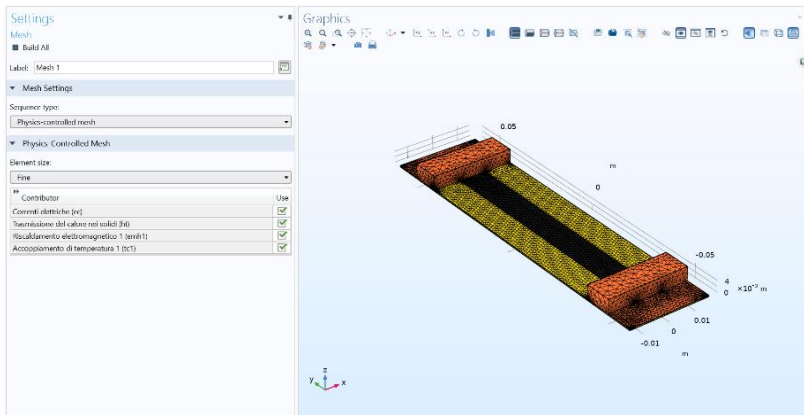 Settings
Mesh
Build All
Label: Mesh 1
Mesh Settings
Sequence type:
Physics-controlled mesh
Physics-Controlled Mesh
Element size:
Fine
Contributor Use
Correnti elettriche (ec)
Trasmissione del calore nei solidi (ht)
Riscaldamento elettromagnetico 1 (emh1)
Accoppiamento di temperatura 1 (tc1)
Graphics
0.05
m
0
-0.05
4
0 ×10⁻³ m
0.01
0
-0.01
m
z
y x